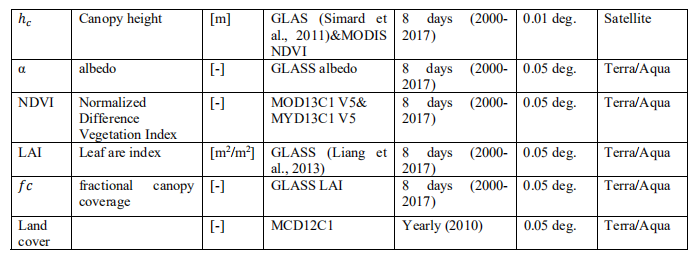 h_c Canopy height [m] GLAS (Simard et al., 2011)&MODIS NDVI 8 days (2000-2017) 0.01 deg. Satellite
α albedo [-] GLASS albedo 8 days (2000-2017) 0.05 deg. Terra/Aqua
NDVI Normalized Difference Vegetation Index [-] MOD13C1 V5& MYD13C1 V5 8 days (2000-2017) 0.05 deg. Terra/Aqua
LAI Leaf are index [m²/m²] GLASS (Liang et al., 2013) 8 days (2000-2017) 0.05 deg. Terra/Aqua
fc fractional canopy coverage [-] GLASS LAI 8 days (2000-2017) 0.05 deg. Terra/Aqua
Land cover [-] MCD12C1 Yearly (2010) 0.05 deg. Terra/Aqua